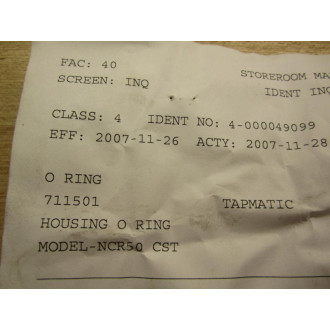 FAC: 40 STOREROOM MA
SCREEN: INQ IDENT INQ
CLASS: 4 IDENT NO: 4-000049099
EFF: 2007-11-26 ACTY: 2007-11-28
O RING
711501 TAPMATIC
HOUSING O RING
MODEL-NCR50 CST